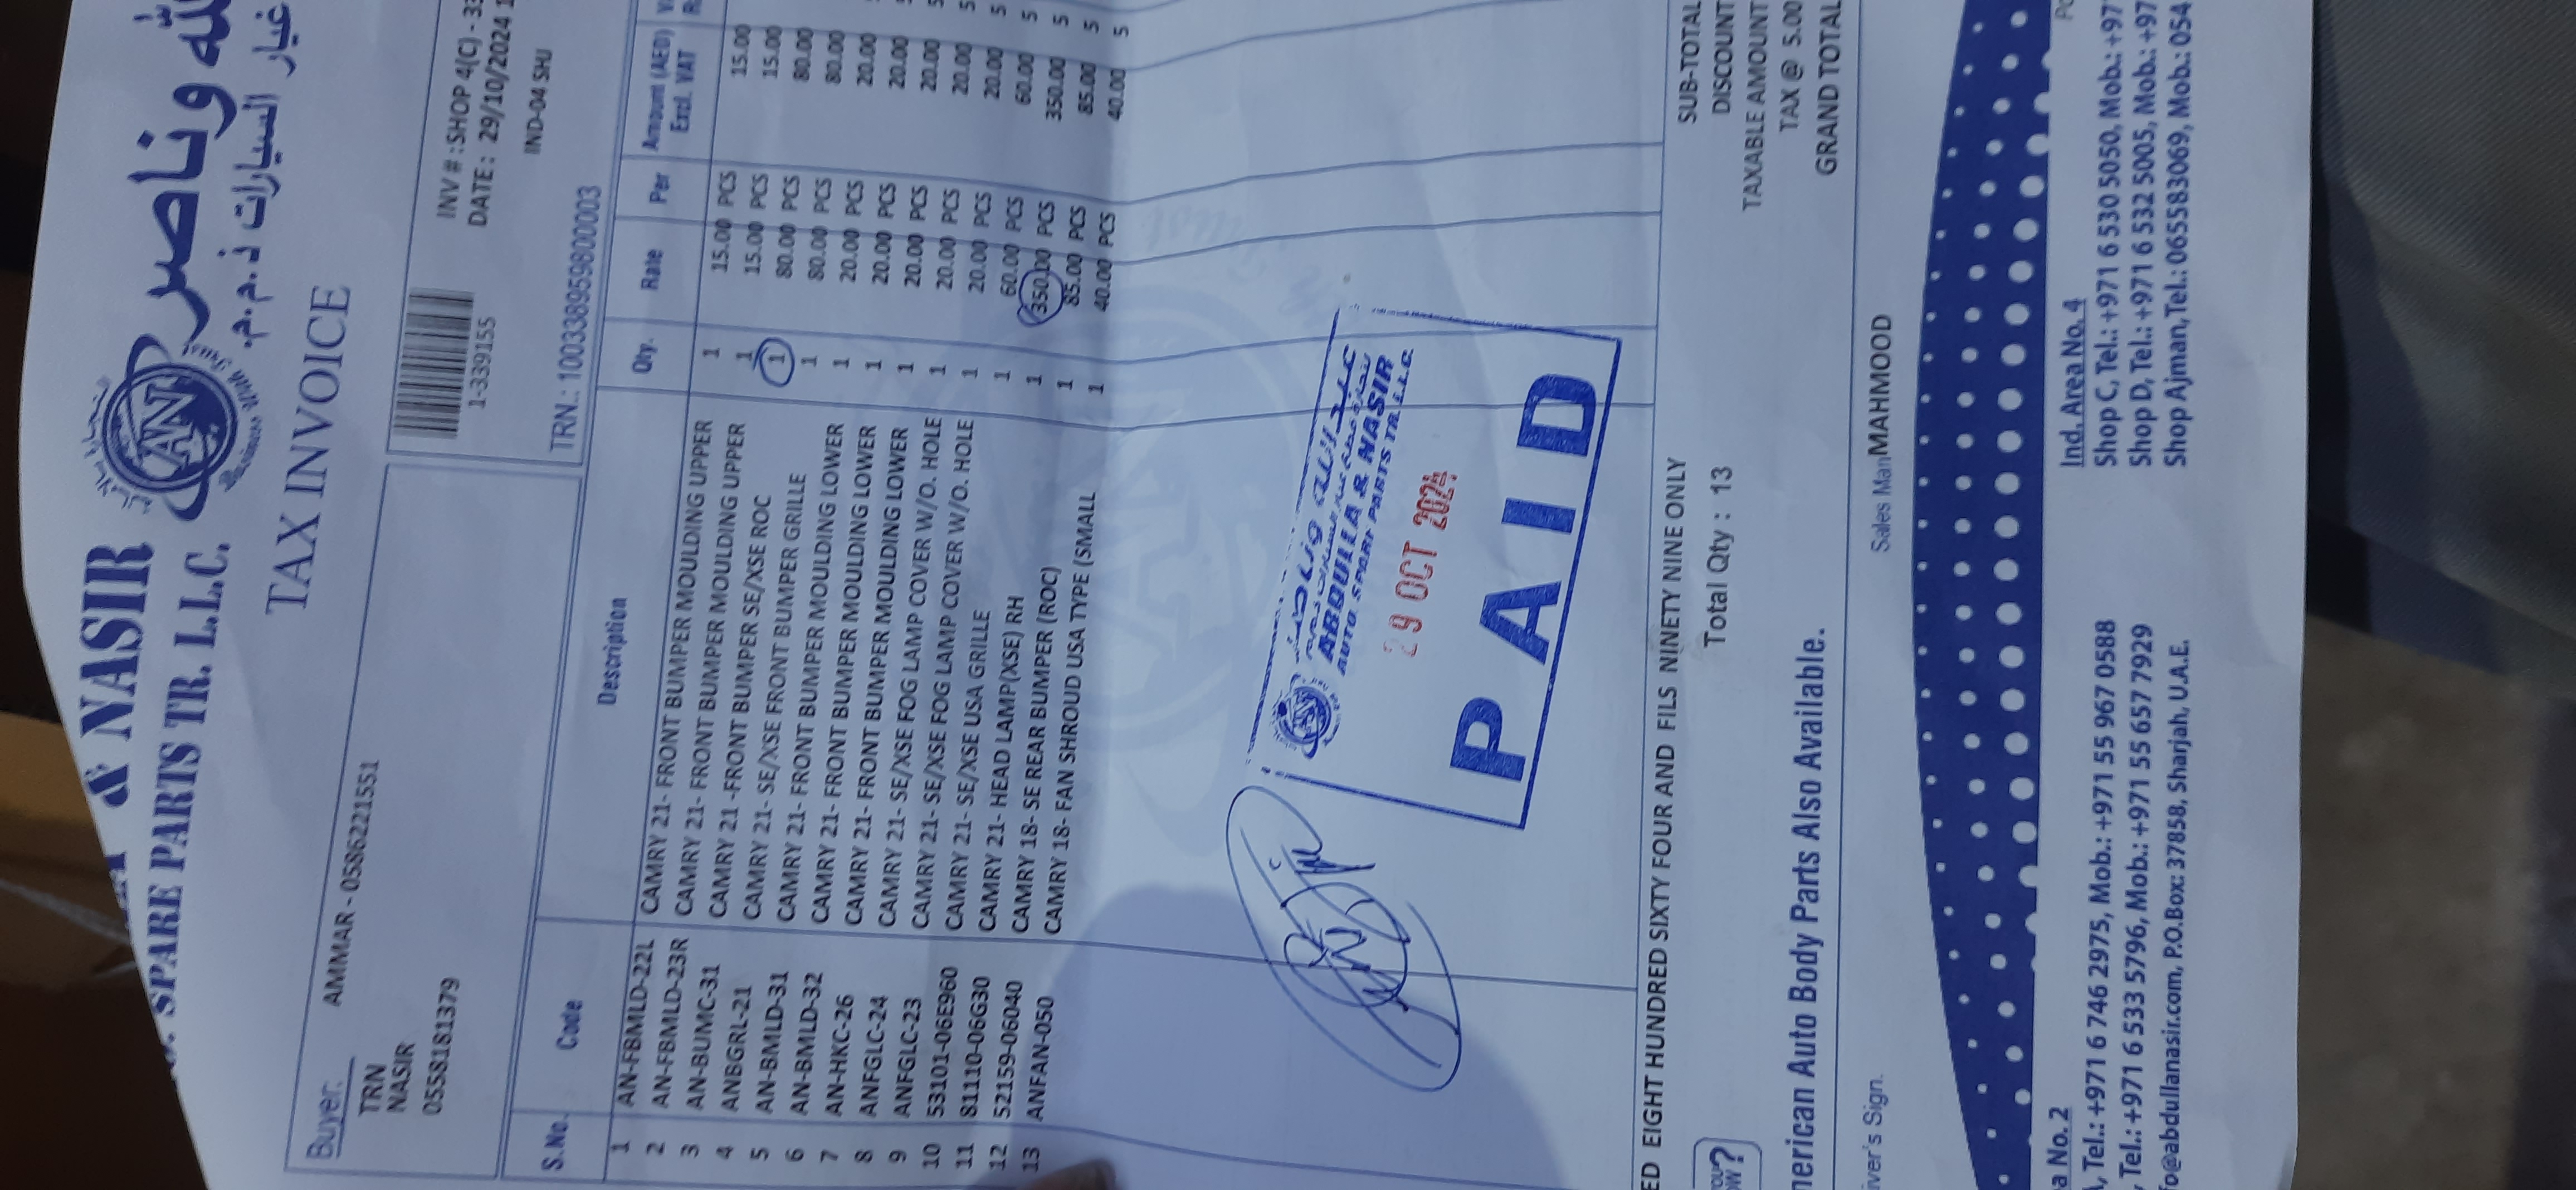 الله وناصر
غيار السيارات ذ.م.م.
& NASIR
SPARE PARTS TR. L.L.C.
AN
TAX INVOICE
Buyer: AMMAR - 0586221551
TRN
NASIR
0558181379
1-339155
INV # :SHOP 4(C) - 33
DATE : 29/10/2024 1
IND-04 SHU
TRN.: 100338959800003
S.No. Code Description Qty. Rate Per Amount (AED) Excl. VAT
1 AN-FBMLD-22L CAMRY 21- FRONT BUMPER MOULDING UPPER 1 15.00 PCS 15.00
2 AN-FBMLD-23R CAMRY 21- FRONT BUMPER MOULDING UPPER 1 15.00 PCS 15.00 5
3 AN-BUMC-31 CAMRY 21 -FRONT BUMPER SE/XSE ROC 1 80.00 PCS 80.00 5
4 ANBGRL-21 CAMRY 21- SE/XSE FRONT BUMPER GRILLE 1 80.00 PCS 80.00 5
5 AN-BMLD-31 CAMRY 21- FRONT BUMPER MOULDING LOWER 1 20.00 PCS 20.00 5
6 AN-BMLD-32 CAMRY 21- FRONT BUMPER MOULDING LOWER 1 20.00 PCS 20.00 5
7 AN-HKC-26 CAMRY 21- FRONT BUMPER MOULDING LOWER 1 20.00 PCS 20.00 5
8 ANFGLC-24 CAMRY 21- SE/XSE FOG LAMP COVER W/O. HOLE 1 20.00 PCS 20.00 5
9 ANFGLC-23 CAMRY 21- SE/XSE FOG LAMP COVER W/O. HOLE 1 20.00 PCS 20.00 5
10 53101-06E960 CAMRY 21- SE/XSE USA GRILLE 1 60.00 PCS 60.00 5
11 81110-06G30 CAMRY 21- HEAD LAMP(XSE) RH 1 350.00 PCS 350.00 5
12 52159-06040 CAMRY 18- SE REAR BUMPER (ROC) 1 85.00 PCS 85.00 5
13 ANFAN-050 CAMRY 18- FAN SHROUD USA TYPE (SMALL 1 40.00 PCS 40.00 5
ABDULLA & NASIR
AUTO SPARE PARTS TR. L.L.C.
29 OCT 2024
PAID
ED EIGHT HUNDRED SIXTY FOUR AND FILS NINETY NINE ONLY
Total Qty : 13
SUB-TOTAL
DISCOUNT
TAXABLE AMOUNT
TAX @ 5.00
GRAND TOTAL
merican Auto Body Parts Also Available.
iver's Sign.
Sales Man MAHMOOD
a No. 2
Tel.: +971 6 746 2975, Mob.: +971 55 967 0588
Tel.: +971 6 533 5796, Mob.: +971 55 657 7929
fo@abdullanasir.com, P.O.Box: 37858, Sharjah, U.A.E.
Ind. Area No. 4
Shop C, Tel.: +971 6 530 5050, Mob.: +97
Shop D, Tel.: +971 6 532 5005, Mob.: +97
Shop Ajman, Tel.: 065583069, Mob.: 054